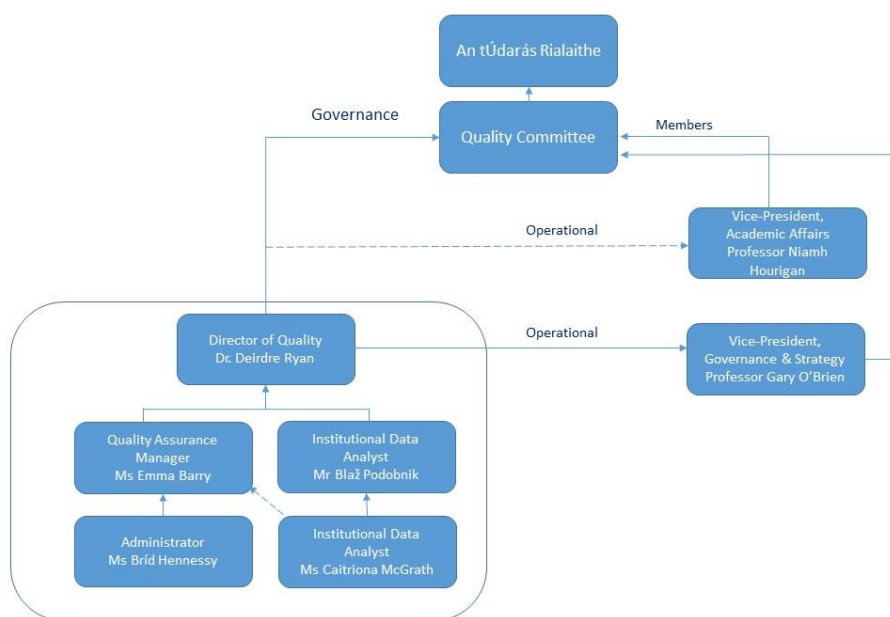 An tÚdarás Rialaithe
Governance
Quality Committee
Members
Operational
Vice-President,
Academic Affairs
Professor Niamh
Hourigan
Director of Quality
Dr. Deirdre Ryan
Operational
Vice-President,
Governance & Strategy
Professor Gary O’Brien
Quality Assurance
Manager
Ms Emma Barry
Institutional Data
Analyst
Mr Blaž Podobnik
Administrator
Ms Bríd Hennessy
Institutional Data
Analyst
Ms Caitriona McGrath